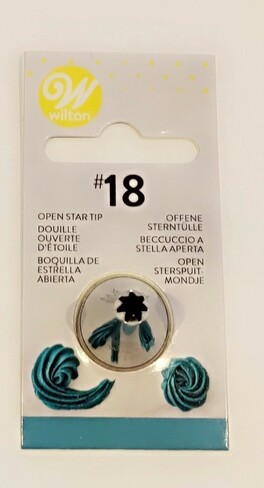 W
wilton
#18
OPEN STAR TIP
DOUILLE
OUVERTE
D'ÉTOILE
BOQUILLA DE
ESTRELLA
ABIERTA
OFFENE
STERNTÜLLE
BECCUCCIO A
STELLA APERTA
OPEN
STERSPUIT-
MONDJE